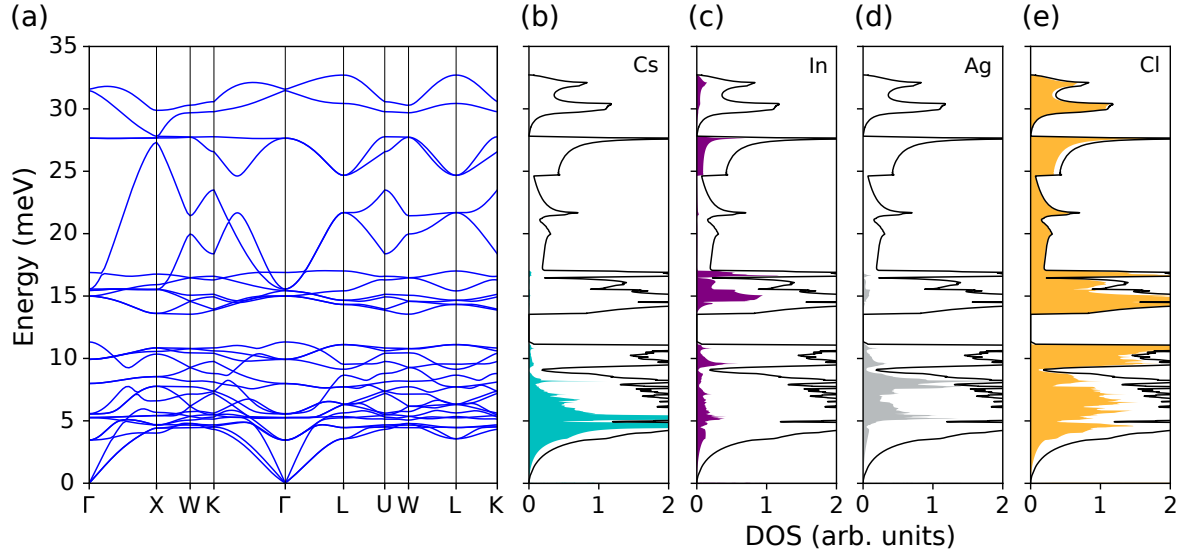 (a) (b) (c) (d) (e)
35
30
25
20
15
10
5
0
Energy (meV)
Γ X W K Γ L U W L K
Cs
In
Ag
Cl
0 1 2 0 1 2 0 1 2 0 1 2
DOS (arb. units)